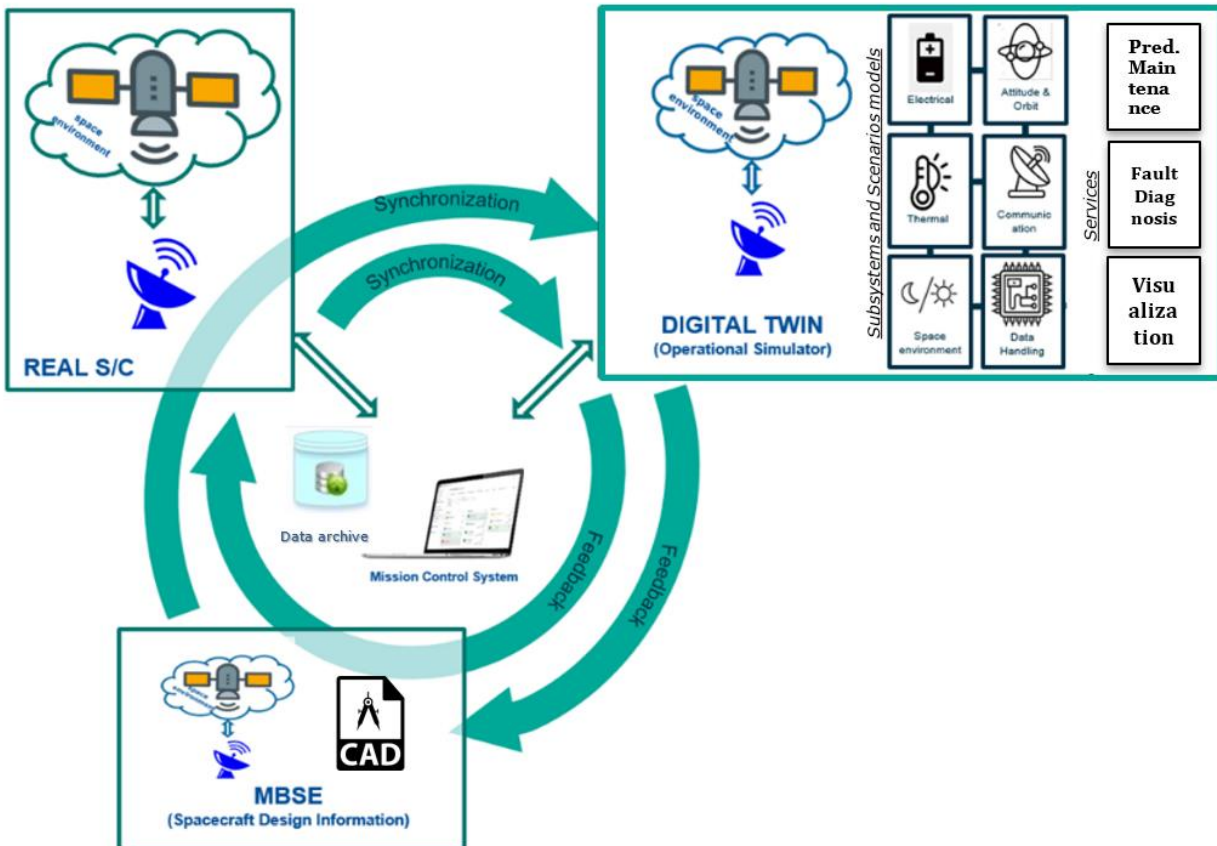 space
environment
REAL S/C
Synchronization
Synchronization
space
environment
DIGITAL TWIN
(Operational Simulator)
Subsystems and Scenarios models
Electrical
Attitude &
Orbit
Thermal
Communic
ation
Space
environment
Data
Handling
Services
Pred.
Main
tena
nce
Fault
Diag
nosis
Visu
aliza
tion
Data archive
Mission Control System
Feedback
Feedback
space
environment
CAD
MBSE
(Spacecraft Design Information)